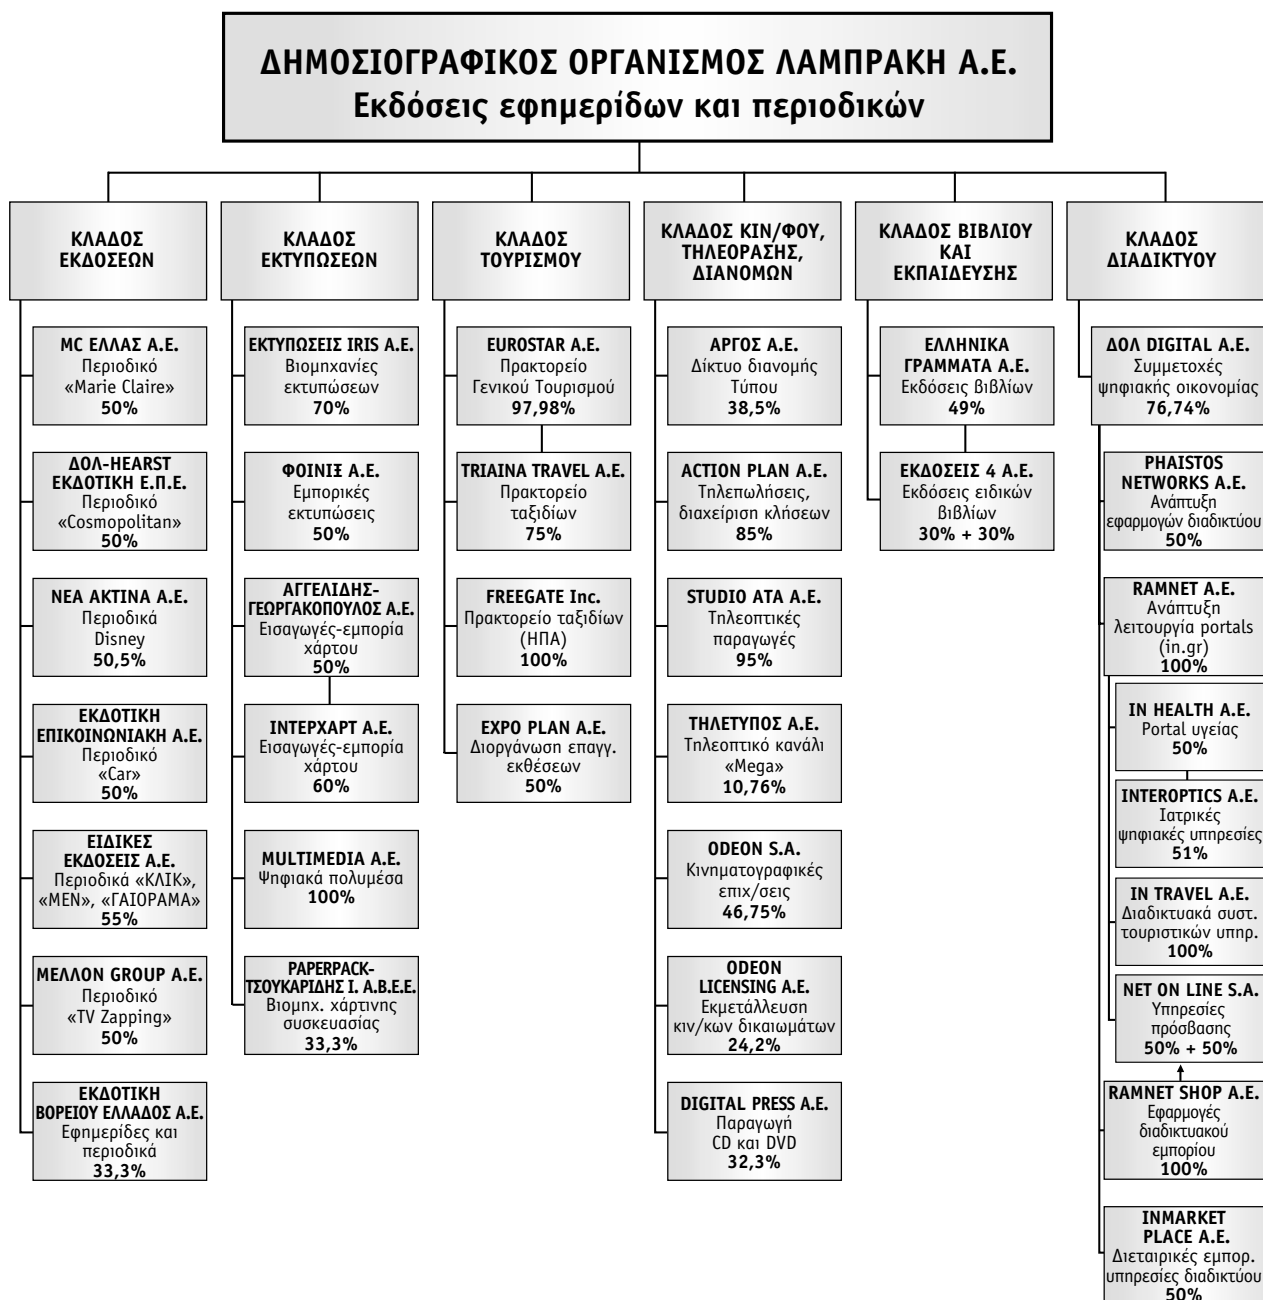 ΔΗΜΟΣΙΟΓΡΑΦΙΚΟΣ ΟΡΓΑΝΙΣΜΟΣ ΛΑΜΠΡΑΚΗ Α.Ε.
Εκδόσεις εφημερίδων και περιοδικών
ΚΛΑΔΟΣ
ΕΚΔΟΣΕΩΝ
MC ΕΛΛΑΣ Α.Ε.
Περιοδικό
«Marie Claire»
50%
ΔΟΛ-HEARST
ΕΚΔΟΤΙΚΗ Ε.Π.Ε.
Περιοδικό
«Cosmopolitan»
50%
ΝΕΑ ΑΚΤΙΝΑ Α.Ε.
Περιοδικά
Disney
50,5%
ΕΚΔΟΤΙΚΗ
ΕΠΙΚΟΙΝΩΝΙΑΚΗ Α.Ε.
Περιοδικό
«Car»
50%
ΕΙΔΙΚΕΣ
ΕΚΔΟΣΕΙΣ Α.Ε.
Περιοδικά «ΚΛΙΚ»,
«ΜΕΝ», «ΓΑΙΟΡΑΜΑ»
55%
ΜΕΛΛΟΝ GROUP Α.Ε.
Περιοδικό
«TV Zapping»
50%
ΕΚΔΟΤΙΚΗ
ΒΟΡΕΙΟΥ ΕΛΛΑΔΟΣ Α.Ε.
Εφημερίδες και
περιοδικά
33,3%
ΚΛΑΔΟΣ
ΕΚΤΥΠΩΣΕΩΝ
ΕΚΤΥΠΩΣΕΙΣ IRIS Α.Ε.
Βιομηχανίες
εκτυπώσεων
70%
ΦΟΙΝΙΞ Α.Ε.
Εμπορικές
εκτυπώσεις
50%
ΑΓΓΕΛΙΔΗΣ-
ΓΕΩΡΓΑΚΟΠΟΥΛΟΣ Α.Ε.
Εισαγωγές-εμπορία
χάρτου
50%
ΙΝΤΕΡΧΑΡΤ Α.Ε.
Εισαγωγές-εμπορία
χάρτου
60%
MULTIMEDIA Α.Ε.
Ψηφιακά πολυμέσα
100%
PAPERPACK-
ΤΣΟΥΚΑΡΙΔΗΣ Ι. Α.Β.Ε.Ε.
Βιομηχ. χάρτινης
συσκευασίας
33,3%
ΚΛΑΔΟΣ
ΤΟΥΡΙΣΜΟΥ
EUROSTAR Α.Ε.
Πρακτορείο
Γενικού Τουρισμού
97,98%
TRIAINA TRAVEL Α.Ε.
Πρακτορείο
ταξιδίων
75%
FREEGATE Inc.
Πρακτορείο ταξιδίων
(ΗΠΑ)
100%
EXPO PLAN Α.Ε.
Διοργάνωση επαγγ.
εκθέσεων
50%
ΚΛΑΔΟΣ ΚΙΝ/ΦΟΥ,
ΤΗΛΕΟΡΑΣΗΣ,
ΔΙΑΝΟΜΩΝ
ΑΡΓΟΣ Α.Ε.
Δίκτυο διανομής
Τύπου
38,5%
ACTION PLAN Α.Ε.
Τηλεπωλήσεις,
διαχείριση κλήσεων
85%
STUDIO ATA Α.Ε.
Τηλεοπτικές
παραγωγές
95%
ΤΗΛΕΤΥΠΟΣ Α.Ε.
Τηλεοπτικό κανάλι
«Mega»
10,76%
ODEON S.A.
Κινηματογραφικές
επιχ/σεις
46,75%
ODEON
LICENSING Α.Ε.
Εκμετάλλευση
κιν/κων δικαιωμάτων
24,2%
DIGITAL PRESS Α.Ε.
Παραγωγή
CD και DVD
32,3%
ΚΛΑΔΟΣ ΒΙΒΛΙΟΥ
ΚΑΙ
ΕΚΠΑΙΔΕΥΣΗΣ
ΕΛΛΗΝΙΚΑ
ΓΡΑΜΜΑΤΑ Α.Ε.
Εκδόσεις βιβλίων
49%
ΕΚΔΟΣΕΙΣ 4 Α.Ε.
Εκδόσεις ειδικών
βιβλίων
30% + 30%
ΚΛΑΔΟΣ
ΔΙΑΔΙΚΤΥΟΥ
ΔΟΛ DIGITAL Α.Ε.
Συμμετοχές
ψηφιακής οικονομίας
76,74%
PHAISTOS
NETWORKS Α.Ε.
Ανάπτυξη
εφαρμογών διαδικτύου
50%
RAMNET Α.Ε.
Ανάπτυξη
λειτουργία portals
(in.gr)
100%
IN HEALTH Α.Ε.
Portal υγείας
50%
INTEROPTICS Α.Ε.
Ιατρικές
ψηφιακές υπηρεσίες
51%
IN TRAVEL Α.Ε.
Διαδικτυακά συστ.
τουριστικών υπηρ.
100%
NET ON LINE S.A.
Υπηρεσίες
πρόσβασης
50% + 50%
RAMNET SHOP Α.Ε.
Εφαρμογές
διαδικτυακού
εμπορίου
100%
INMARKET
PLACE Α.Ε.
Διεταιρικές εμπορ.
υπηρεσίες διαδικτύου
50%